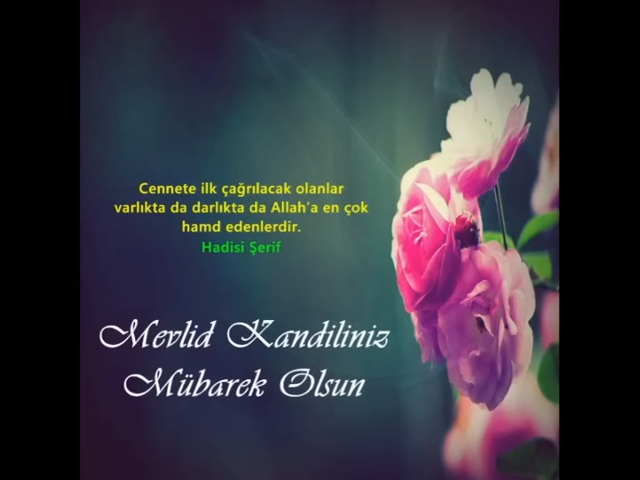 Cennete ilk çağrılacak olanlar
varlıkta da darlıkta da Allah'a en çok
hamd edenlerdir.
Hadisi Şerif
Mevlid Kandiliniz
Mübarek Olsun